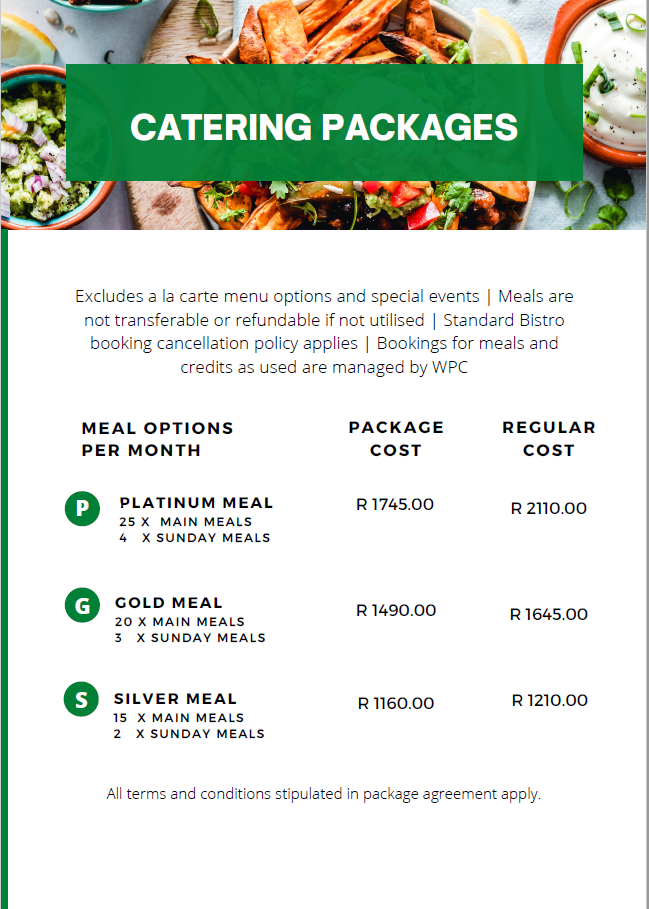 CATERING PACKAGES
Excludes a la carte menu options and special events | Meals are
not transferable or refundable if not utilised | Standard Bistro
booking cancellation policy applies | Bookings for meals and
credits as used are managed by WPC
MEAL OPTIONS
PER MONTH
PACKAGE
COST
REGULAR
COST
P
PLATINUM MEAL
25 X MAIN MEALS
4 X SUNDAY MEALS
R 1745.00
R 2110.00
G
GOLD MEAL
20 X MAIN MEALS
3 X SUNDAY MEALS
R 1490.00
R 1645.00
S
SILVER MEAL
15 X MAIN MEALS
2 X SUNDAY MEALS
R 1160.00
R 1210.00
All terms and conditions stipulated in package agreement apply.